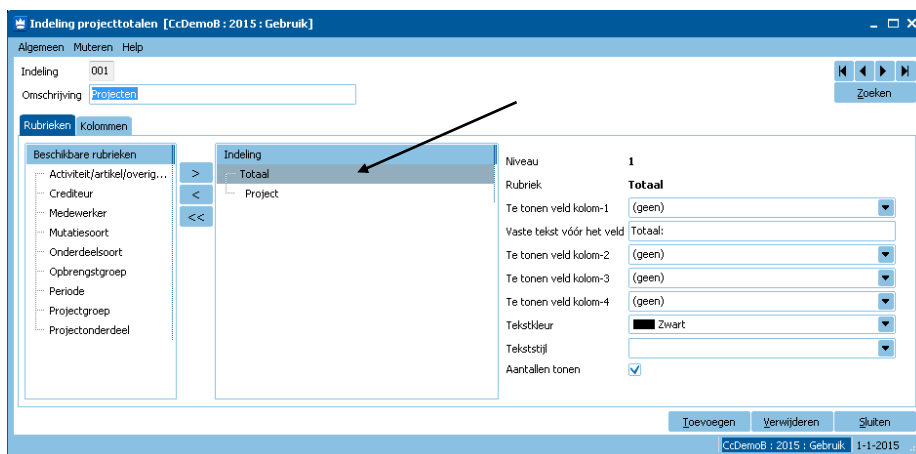 Indeling projecttotalen [CcDemoB : 2015 : Gebruik]
Algemeen Muteren Help
Indeling 001
Omschrijving Projecten
Zoeken
Rubrieken Kolommen
Beschikbare rubrieken
Activiteit/artikel/overig...
Crediteur
Medewerker
Mutatiesoort
Onderdeelsoort
Opbrengstgroep
Periode
Projectgroep
Projectonderdeel
>
<
<<
Indeling
Totaal
Project
Niveau 1
Rubriek Totaal
Te tonen veld kolom-1 (geen)
Vaste tekst vóór het veld Totaal:
Te tonen veld kolom-2 (geen)
Te tonen veld kolom-3 (geen)
Te tonen veld kolom-4 (geen)
Tekstkleur Zwart
Tekststijl
Aantallen tonen
Toevoegen Verwijderen Sluiten
CcDemoB : 2015 : Gebruik 1-1-2015